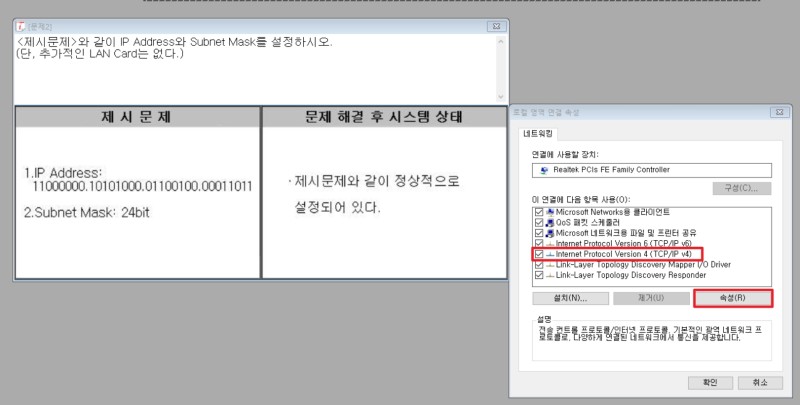 [문제2]
<제시문제>와 같이 IP Address와 Subnet Mask를 설정하시오.
(단, 추가적인 LAN Card는 없다.)
제 시 문 제
문제 해결 후 시스템 상태
1.IP Address:
11000000.10101000.01100100.00011011
2.Subnet Mask: 24bit
· 제시문제와 같이 정상적으로
설정되어 있다.
로컬 영역 연결 속성
네트워킹
연결에 사용할 장치:
Realtek PCIs FE Family Controller
구성(C)...
이 연결에 다음 항목 사용(O):
Microsoft Networks용 클라이언트
QoS 패킷 스케줄러
Microsoft 네트워크용 파일 및 프린터 공유
Internet Protocol Version 6 (TCP/IP v6)
Internet Protocol Version 4 (TCP/IP v4)
Link-Layer Topology Discovery Mapper I/O Driver
Link-Layer Topology Discovery Responder
설치(N)...
제거(U)
속성(R)
설명
전송 컨트롤 프로토콜/인터넷 프로토콜. 기본적인 광역 네트워크 프
로토콜로, 다양하게 연결된 네트워크에서 통신을 제공합니다.
확인
취소